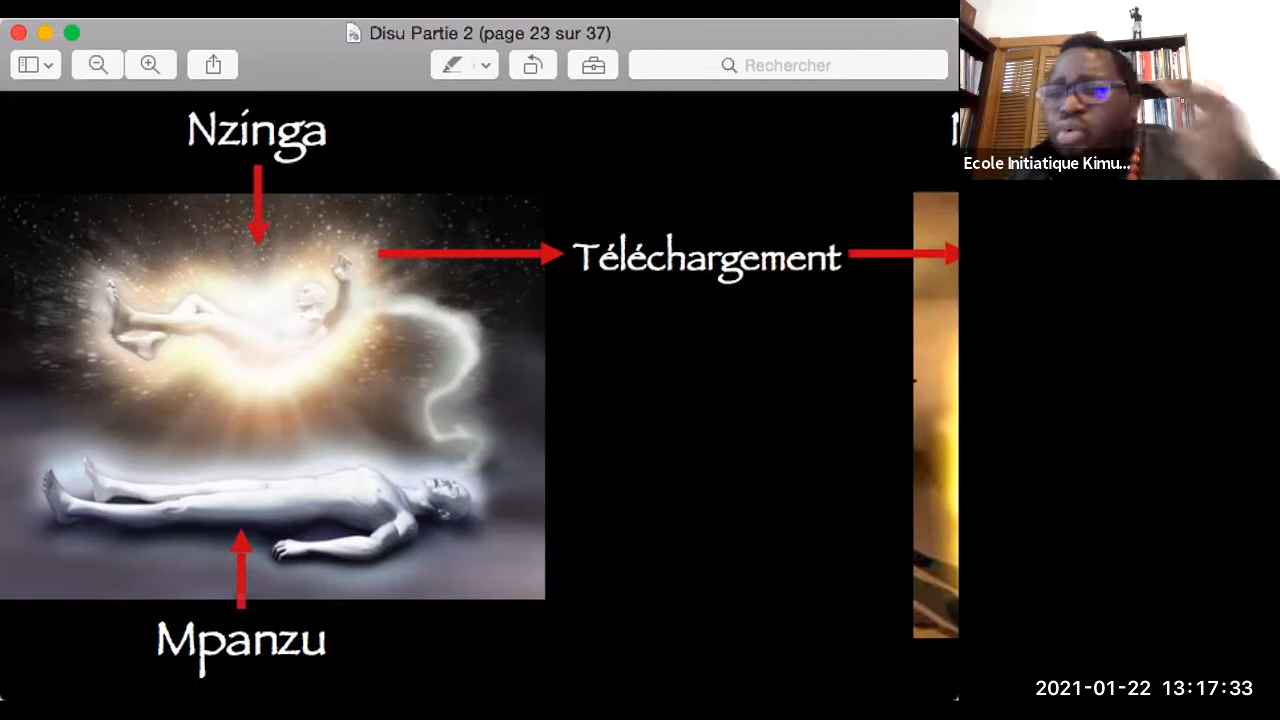 Disu Partie 2 (page 23 sur 37)
Rechercher
Nzinga
Téléchargement
Mpanzu
Ecole Initiatique Kimu...
2021-01-22 13:17:33